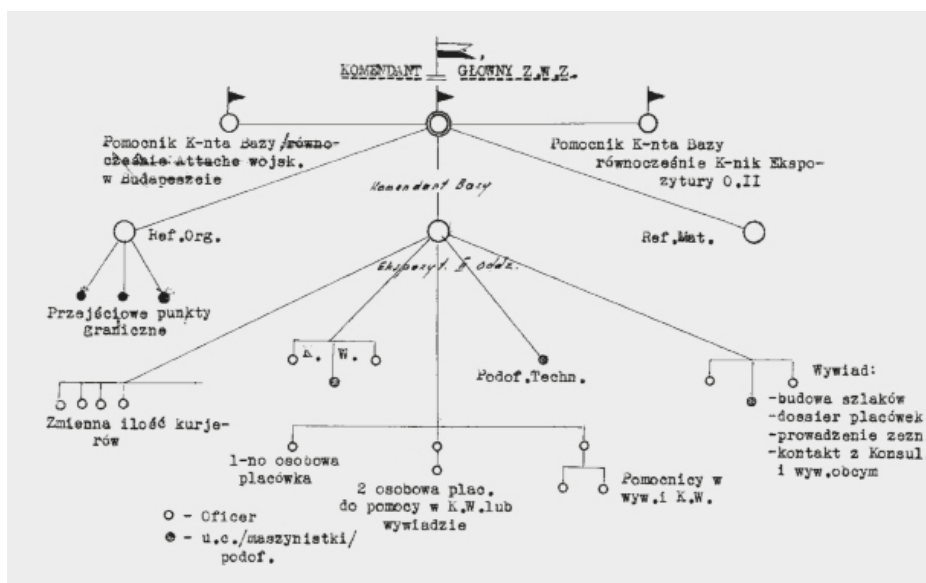 KOMENDANT GŁOWNY Z.W.Z.
Pomocnik K-nta Bazy /równo-
cześnie Attache wojsk.
w Budapeszcie
Pomocnik K-nta Bazy
równocześnie K-nik Ekspo-
zytury O.II
Komendant Bazy
Ref.Org.
Ref.Mat.
Ekspozyt. II Oddz.
Przejściowe punkty
graniczne
K. W.
Podof.Techn.
Wywiad:
-budowa szlaków
-dossier placówek
-prowadzenie zezn
-kontakt z Konsul
i wyw.obcym
Zmienna ilość kurje-
rów
1-no osobowa
placówka
2 osobowa plac.
do pomocy w K.W.lub
wywiadzie
Pomocnicy w
wyw.i K.W.
- Oficer
- u.c./maszynistki/
podof.